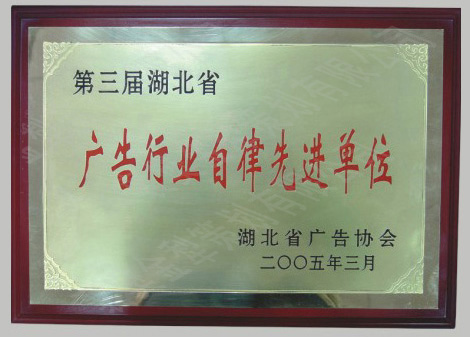 第三届湖北省
广告行业自律先进单位
湖北省广告协会
二〇〇五年三月